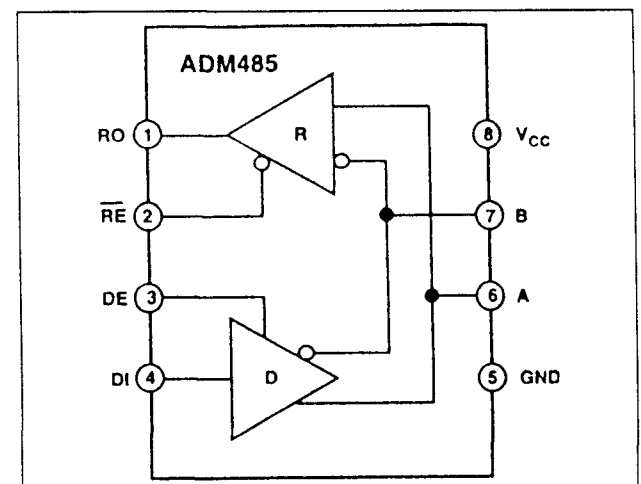 ADM485
RO 1
R
8 VCC
RE 2
7 B
DE 3
6 A
DI 4
D
5 GND